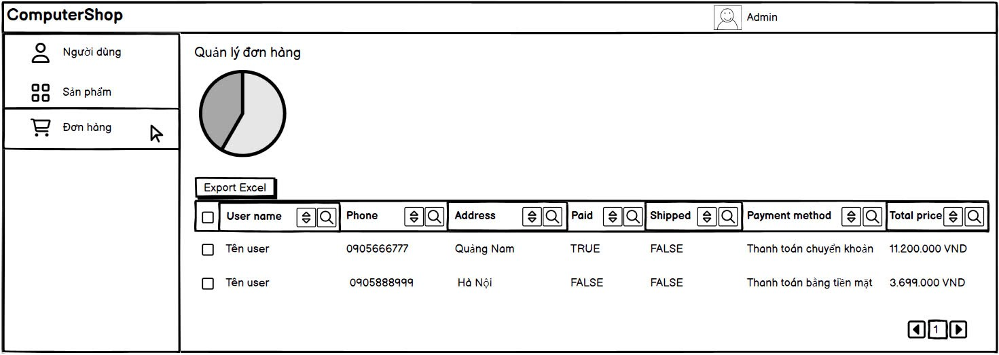 ComputerShop
Admin
Người dùng
Sản phẩm
Đơn hàng
Quản lý đơn hàng
Export Excel
User name Phone Address Paid Shipped Payment method Total price
Tên user 0905666777 Quảng Nam TRUE FALSE Thanh toán chuyển khoản 11.200.000 VND
Tên user 0905888999 Hà Nội FALSE FALSE Thanh toán bằng tiền mặt 3.699.000 VND
1